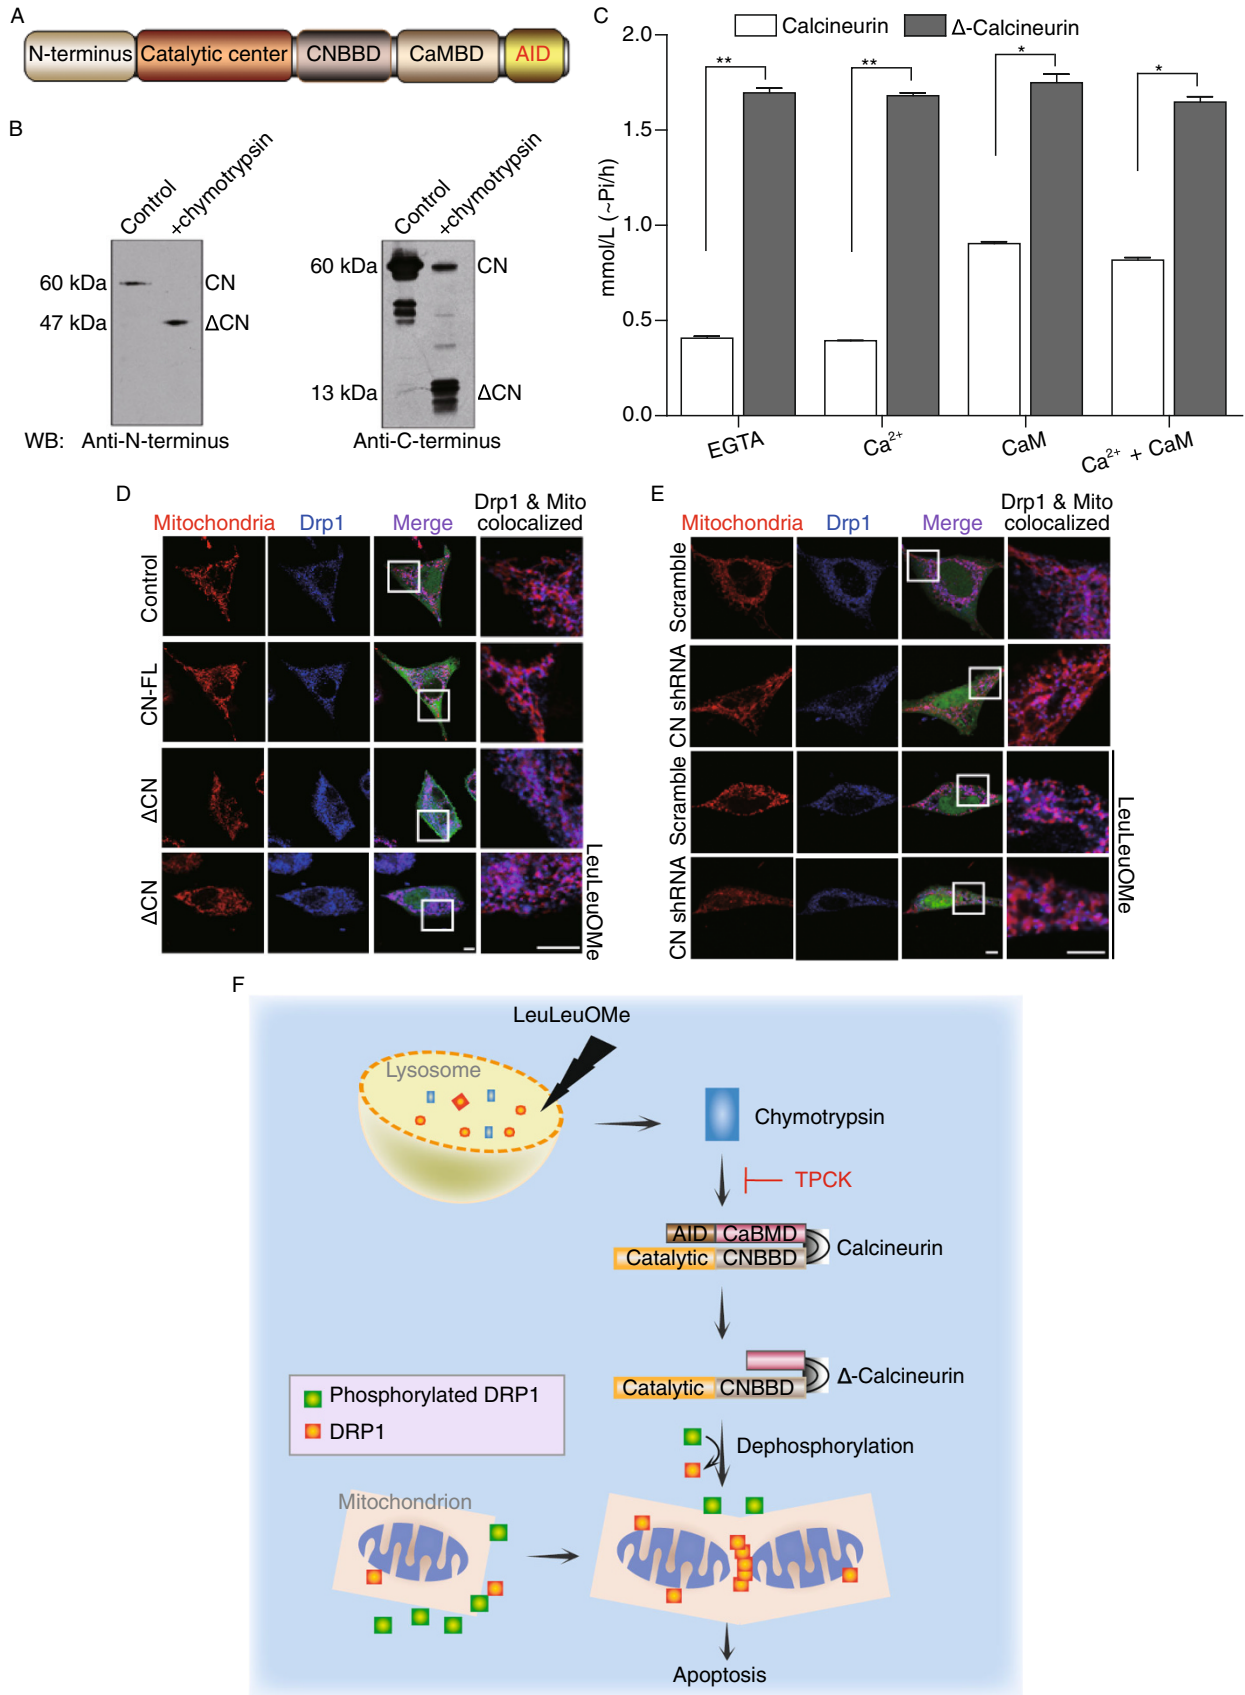 A
N-terminus Catalytic center CNBBD CaMBD AID
B
Control
+chymotrypsin
60 kDa
CN
47 kDa
ΔCN
WB: Anti-N-terminus
Control
+chymotrypsin
60 kDa
CN
13 kDa
ΔCN
Anti-C-terminus
C
Calcineurin
Δ-Calcineurin
mmol/L (~Pi/h)
2.0
1.5
1.0
0.5
0.0
**
**
*
*
EGTA
Ca2+
CaM
Ca2+ + CaM
D
Mitochondria
Drp1
Merge
Drp1 & Mito
colocalized
Control
CN-FL
ΔCN
ΔCN
LeuLeuOMe
E
Mitochondria
Drp1
Merge
Drp1 & Mito
colocalized
Scramble
CN shRNA
Scramble
CN shRNA
LeuLeuOMe
F
LeuLeuOMe
Lysosome
Chymotrypsin
TPCK
AID CaBMD
Catalytic CNBBD
Calcineurin
Catalytic CNBBD
Δ-Calcineurin
Phosphorylated DRP1
DRP1
Dephosphorylation
Mitochondrion
Apoptosis